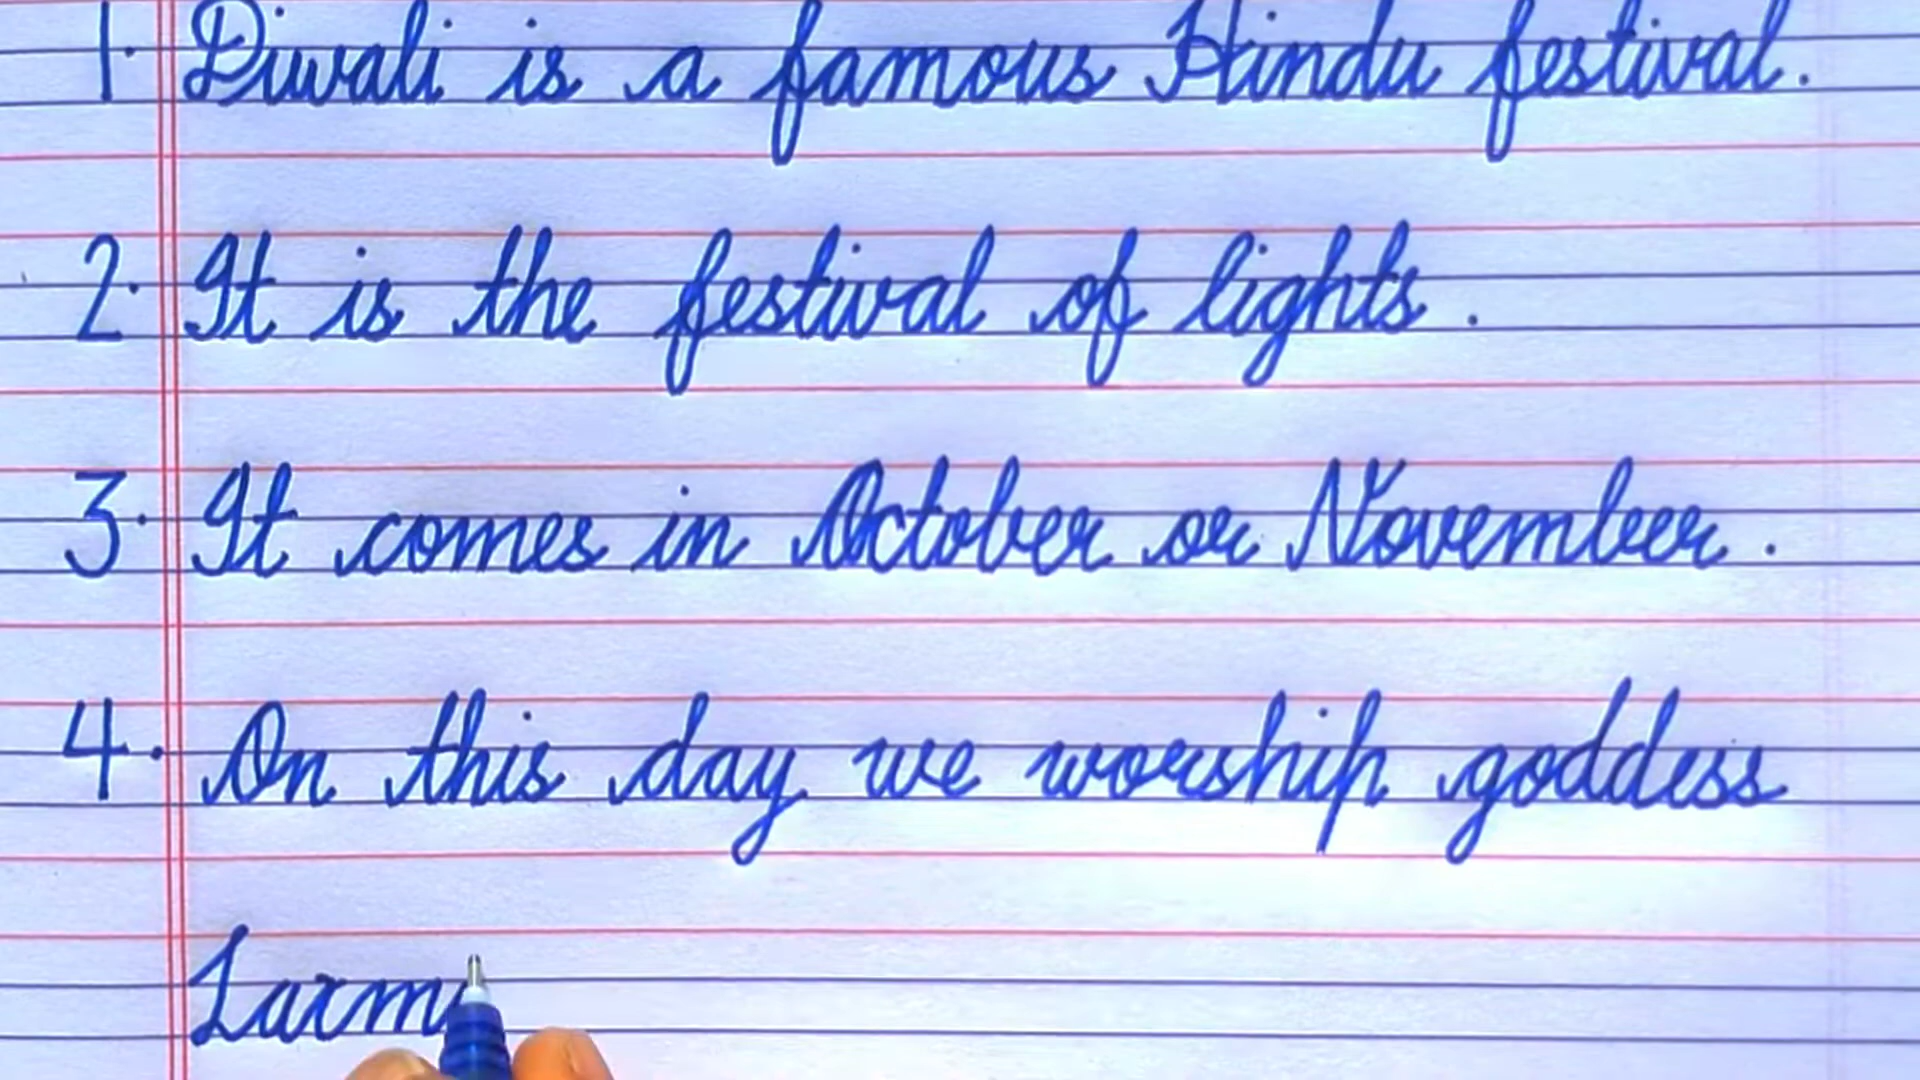 1. Diwali is a famous Hindu festival.
2. It is the festival of lights.
3. It comes in October or November.
4. On this day we worship goddess
Laxmi